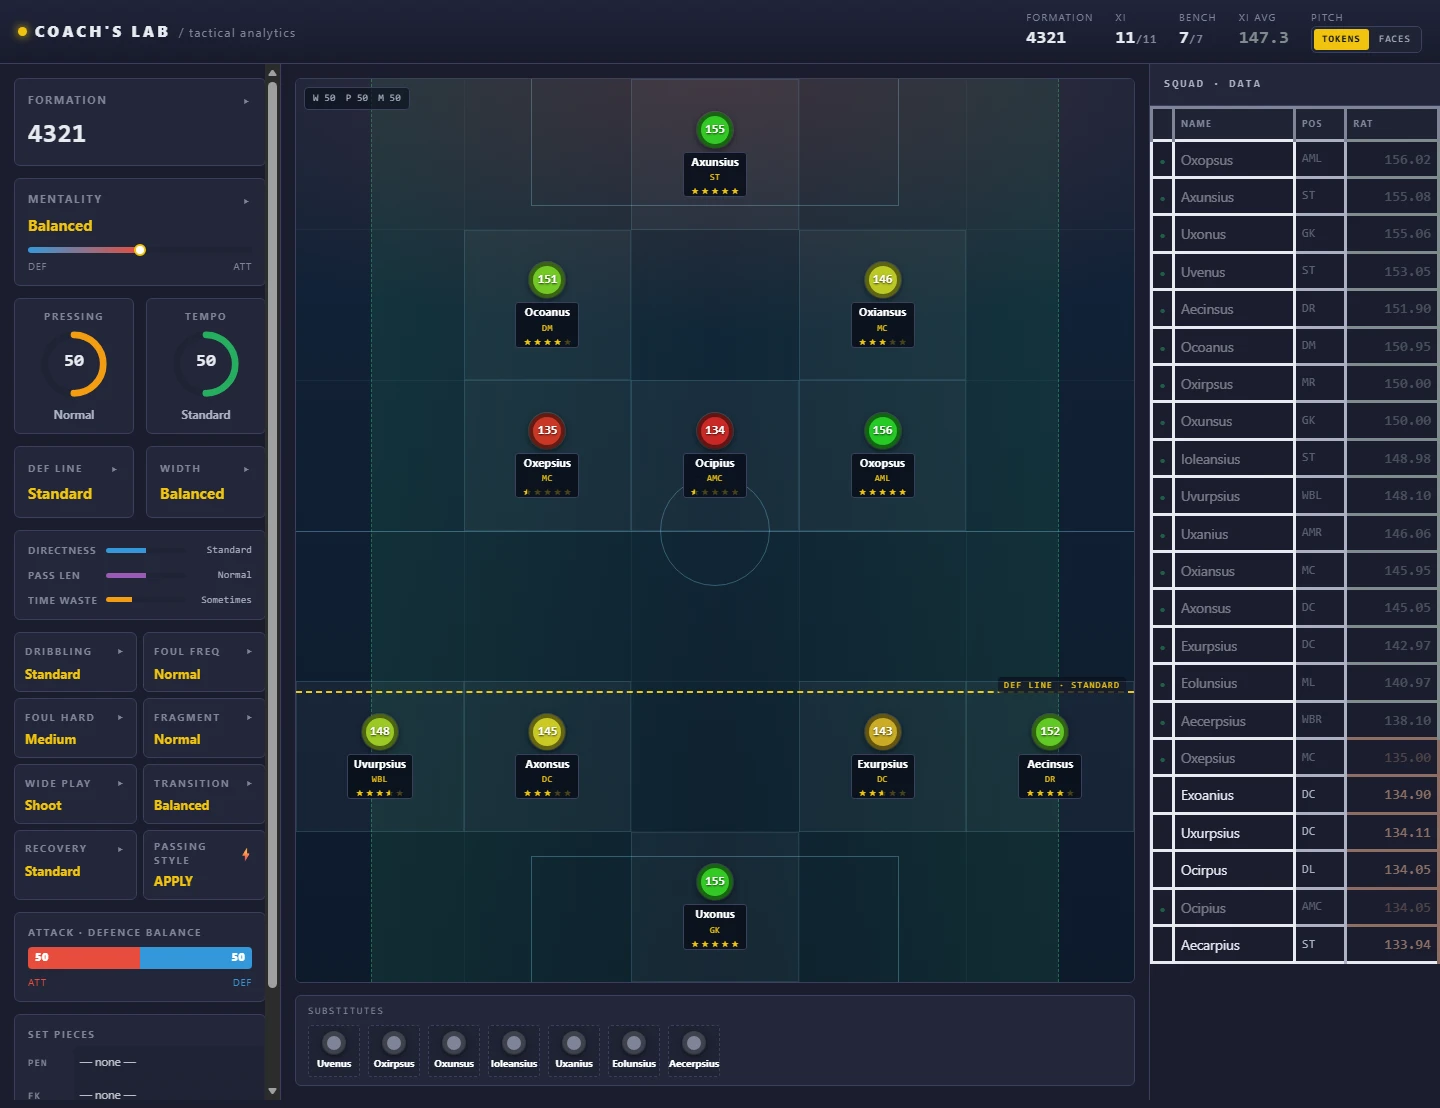 COACH'S LAB / tactical analytics
FORMATION XI BENCH XI AVG PITCH
4321 11/11 7/7 147.3 TOKENS FACES
FORMATION
4321
MENTALITY
Balanced
DEF ATT
PRESSING TEMPO
50 50
Normal Standard
DEF LINE WIDTH
Standard Balanced
DIRECTNESS Standard
PASS LEN Normal
TIME WASTE Sometimes
DRIBBLING FOUL FREQ
Standard Normal
FOUL HARD FRAGMENT
Medium Normal
WIDE PLAY TRANSITION
Shoot Balanced
RECOVERY PASSING STYLE
Standard APPLY
ATTACK · DEFENCE BALANCE
50 50
ATT DEF
SET PIECES
PEN — none —
FK — none —
W 50 P 50 M 50
155
Axunsius
ST
151 146
Ocoanus Oxiansus
DM MC
135 134 156
Oxepsius Ocipius Oxopsus
MC AMC AML
DEF LINE · STANDARD
148 145 143 152
Uvurpsius Axonsus Exurpsius Aecinsus
WBL DC DC DR
155
Uxonus
GK
SUBSTITUTES
Uvenus Oxirpsus Oxunsus Ioleansius Uxanius Eolunsius Aecerpsius
SQUAD · DATA
NAME POS RAT
Oxopsus AML 156.02
Axunsius ST 155.08
Uxonus GK 155.06
Uvenus ST 153.05
Aecinsus DR 151.90
Ocoanus DM 150.95
Oxirpsus MR 150.00
Oxunsus GK 150.00
Ioleansius ST 148.98
Uvurpsius WBL 148.10
Uxanius AMR 146.06
Oxiansus MC 145.95
Axonsus DC 145.05
Exurpsius DC 142.97
Eolunsius ML 140.97
Aecerpsius WBR 138.10
Oxepsius MC 135.00
Exoanius DC 134.90
Uxurpsius DC 134.11
Ocirpus DL 134.05
Ocipius AMC 134.05
Aecarpius ST 133.94